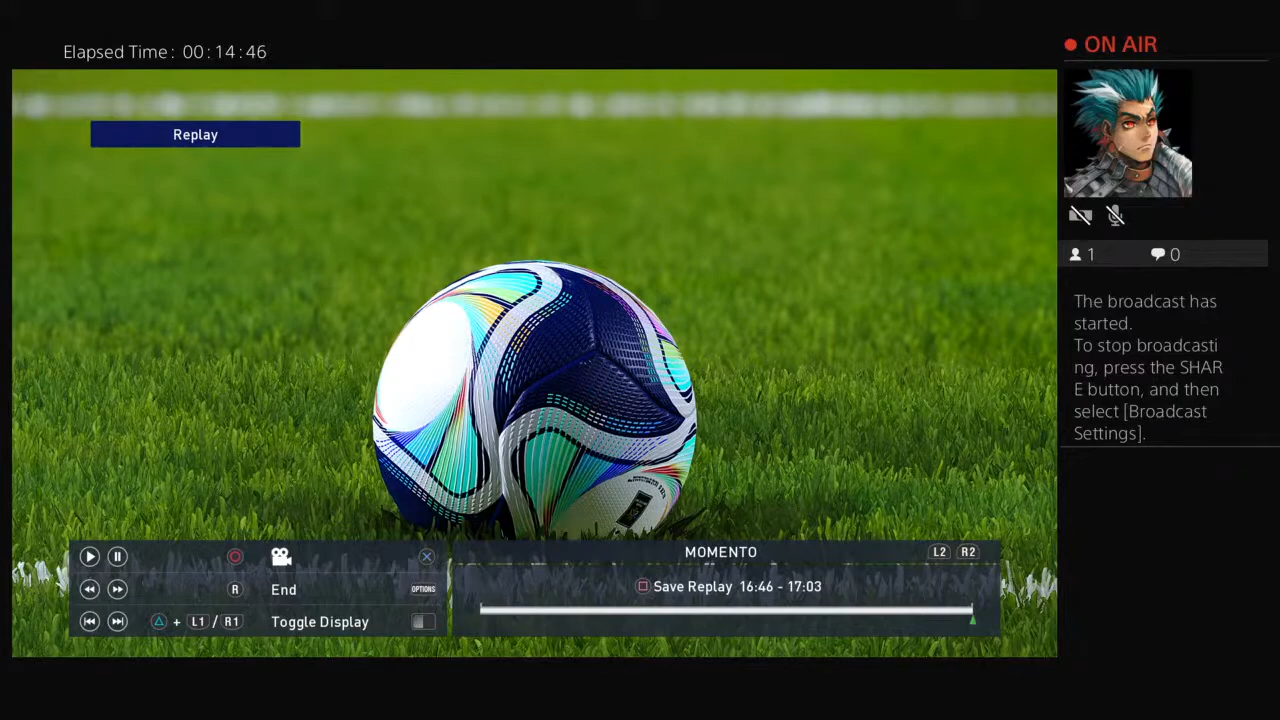 Elapsed Time: 00:14:46
ON AIR
Replay
1 0
The broadcast has
started.
To stop broadcasti
ng, press the SHAR
E button, and then
select [Broadcast
Settings].
R
End
OPTIONS
+ L1 / R1
Toggle Display
MOMENTO
L2 R2
Save Replay 16:46 - 17:03